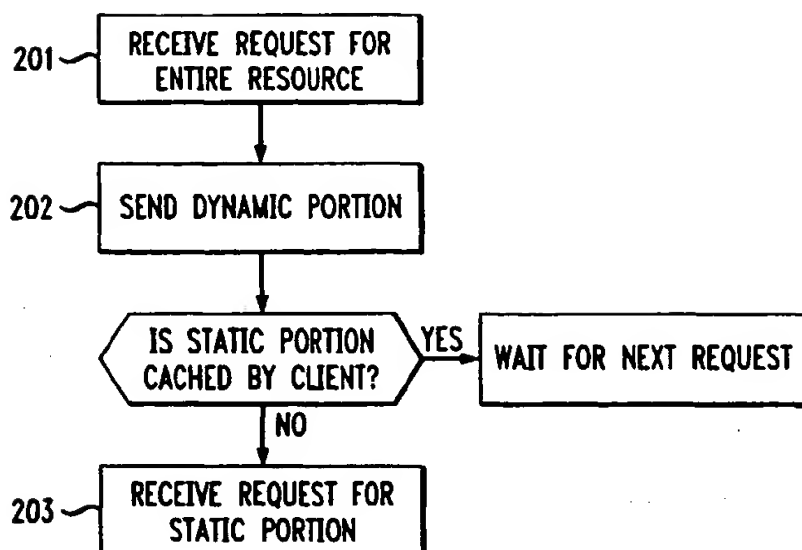 201
RECEIVE REQUEST FOR
ENTIRE RESOURCE
202
SEND DYNAMIC PORTION
IS STATIC PORTION
CACHED BY CLIENT?
YES
WAIT FOR NEXT REQUEST
NO
203
RECEIVE REQUEST FOR
STATIC PORTION